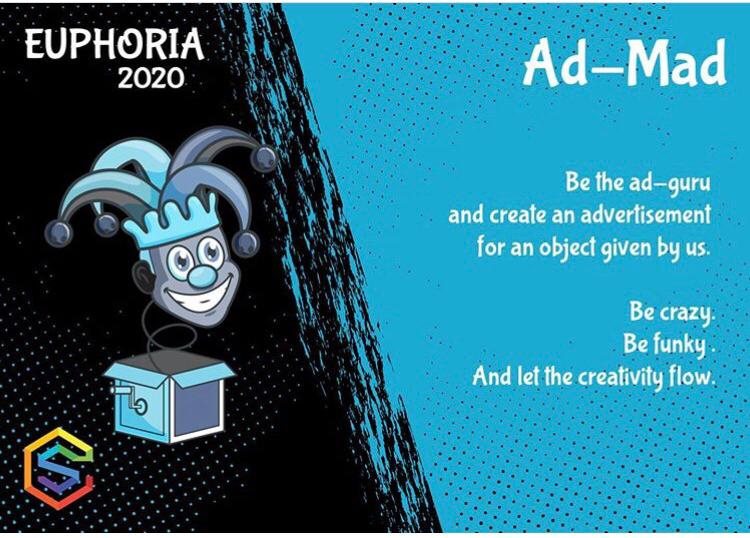 EUPHORIA
2020
Ad-Mad
Be the ad-guru
and create an advertisement
for an object given by us.
Be crazy.
Be funky .
And let the creativity flow.